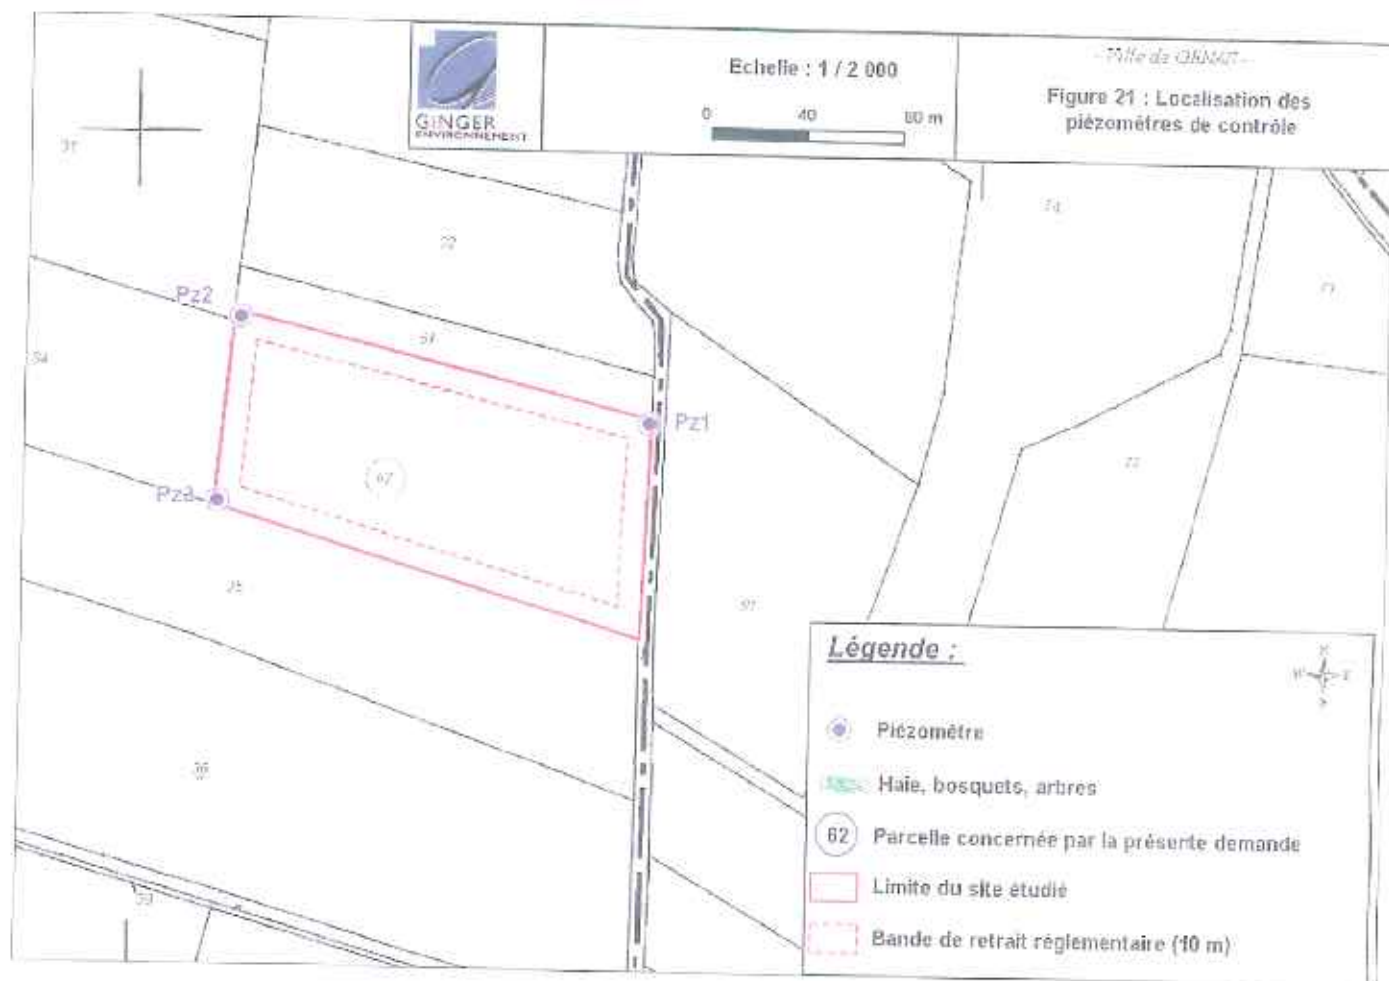 GINGER
ENVIRONNEMENT
Echelle : 1 / 2 000
0 40 80 m
Figure 21 : Localisation des
piézomètres de contrôle
Pz2
Pz1
Pz3
Légende :
N
W E
S
Piézomètre
Haie, bosquets, arbres
62 Parcelle concernée par la présente demande
Limite du site étudié
Bande de retrait réglementaire (10 m)